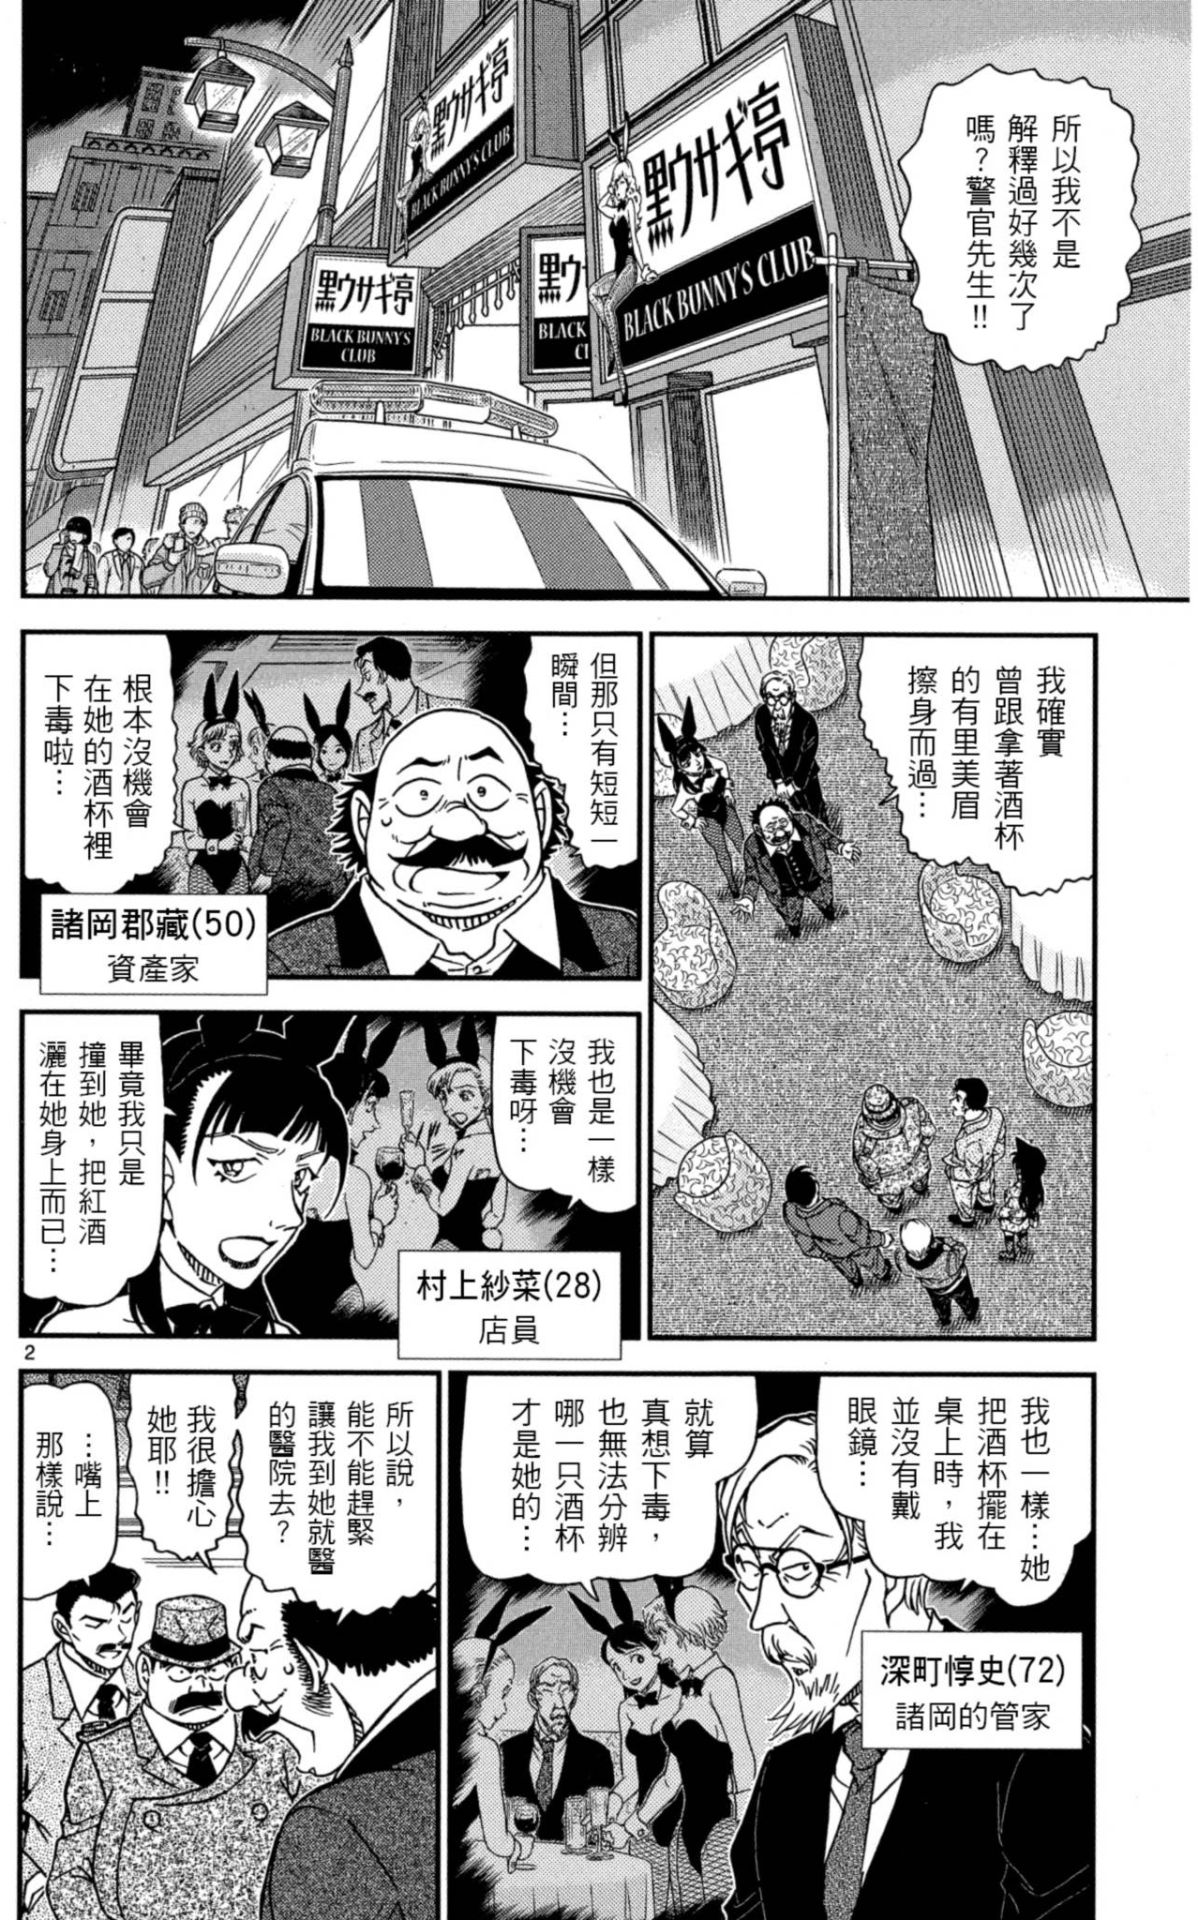 所以我不是
解釋過好幾次了
嗎？警官先生!!
黑ウサギ亭
BLACK BUNNY'S CLUB
黑ウサギ亭
BLACK BUNNY'S CLUB
黑ウサギ亭
BLACK BUNNY'S
CLUB
黑ウ
BLACK BUN
CL
我確實
曾跟拿著酒杯
的有里美眉
擦身而過…
但那只有短短一
瞬間…
根本沒機會
在她的酒杯裡
下毒啦…
諸岡郡藏(50)
資產家
我也是一樣
沒機會
下毒呀…
畢竟我只是
撞到她，把紅酒
灑在她身上而已…
村上紗菜(28)
店員
2
我也一樣…她
把酒杯擺在
桌上時，我
並沒有戴
眼鏡…
就算
真想下毒，
也無法分辨
哪一只酒杯
才是她的…
深町惇史(72)
諸岡的管家
所以說，
能不能趕緊
讓我到她就醫
的醫院去？
我很擔心
她耶!!
…嘴上
那樣說…